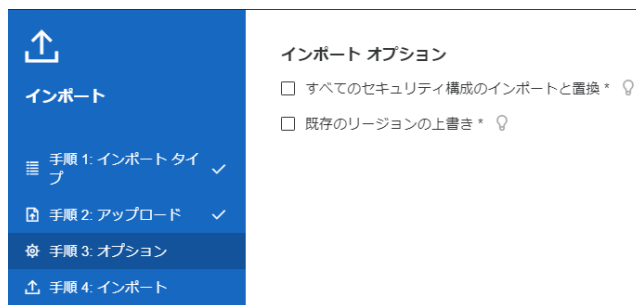 インポート
手順 1: インポート タイ
プ
手順 2: アップロード
手順 3: オプション
手順 4: インポート
インポート オプション
すべてのセキュリティ構成のインポートと置換 *
既存のリージョンの上書き *